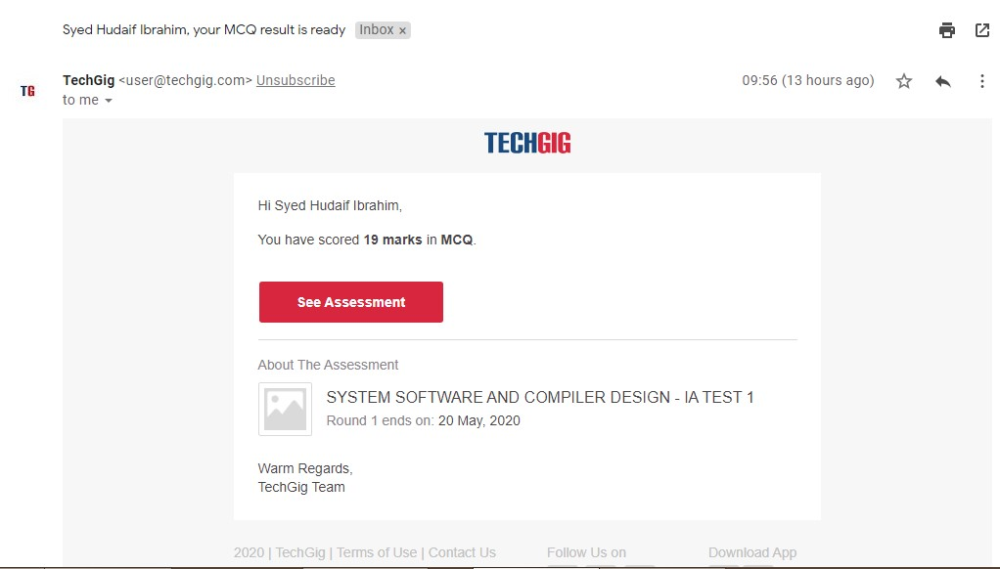 Syed Hudaif Ibrahim, your MCQ result is ready Inbox ×
TG TechGig <user@techgig.com> Unsubscribe 09:56 (13 hours ago)
to me
TECHGIG
Hi Syed Hudaif Ibrahim,
You have scored 19 marks in MCQ.
See Assessment
About The Assessment
SYSTEM SOFTWARE AND COMPILER DESIGN - IA TEST 1
Round 1 ends on: 20 May, 2020
Warm Regards,
TechGig Team
2020 | TechGig | Terms of Use | Contact Us Follow Us on Download App